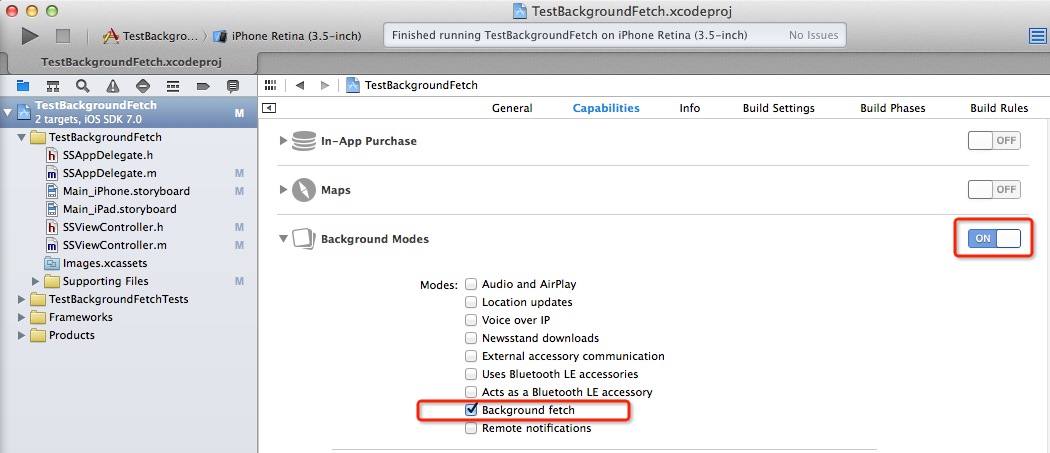 TestBackgroundFetch.xcodeproj
TestBackgro... iPhone Retina (3.5-inch)
Finished running TestBackgroundFetch on iPhone Retina (3.5-inch) No Issues
TestBackgroundFetch.xcodeproj
TestBackgroundFetch
TestBackgroundFetch M
2 targets, iOS SDK 7.0
TestBackgroundFetch
h SSAppDelegate.h
m SSAppDelegate.m M
Main_iPhone.storyboard M
Main_iPad.storyboard
h SSViewController.h M
m SSViewController.m M
Images.xcassets
Supporting Files M
TestBackgroundFetchTests
Frameworks
Products
General Capabilities Info Build Settings Build Phases Build Rules
In-App Purchase OFF
Maps OFF
Background Modes ON
Modes: Audio and AirPlay
Location updates
Voice over IP
Newsstand downloads
External accessory communication
Uses Bluetooth LE accessories
Acts as a Bluetooth LE accessory
Background fetch
Remote notifications